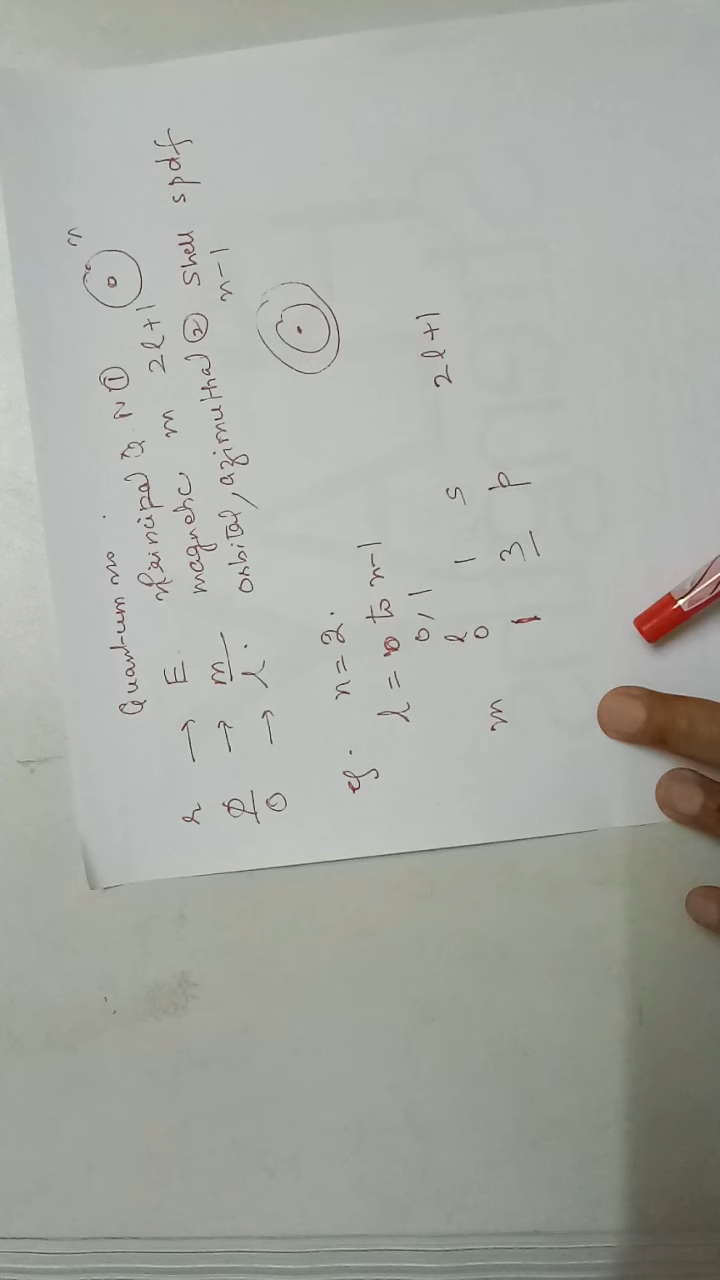 Quantum no.
n → E. Principal Q N ①
l → m magnetic m 2l+1
0 → l. orbital, azimuthal ② shell spdf
n-1
eg. n=2.
l = 0 to n-1
0, 1
l
0 1 s 2l+1
m 1 3 p